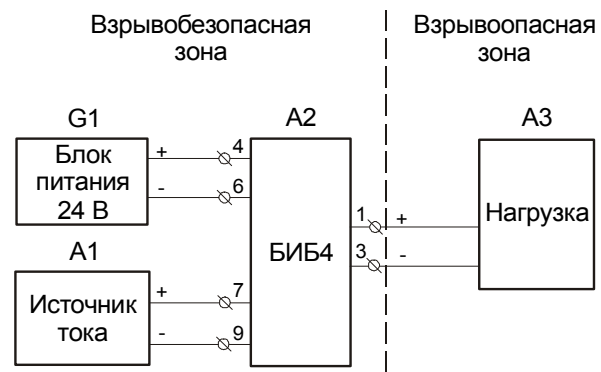 Взрывобезопасная
зона
Взрывоопасная
зона
G1
A2
A3
Блок
питания
24 В
+
-
4
6
A1
Источник
тока
+
-
7
9
БИБ4
1
+
3
-
Нагрузка